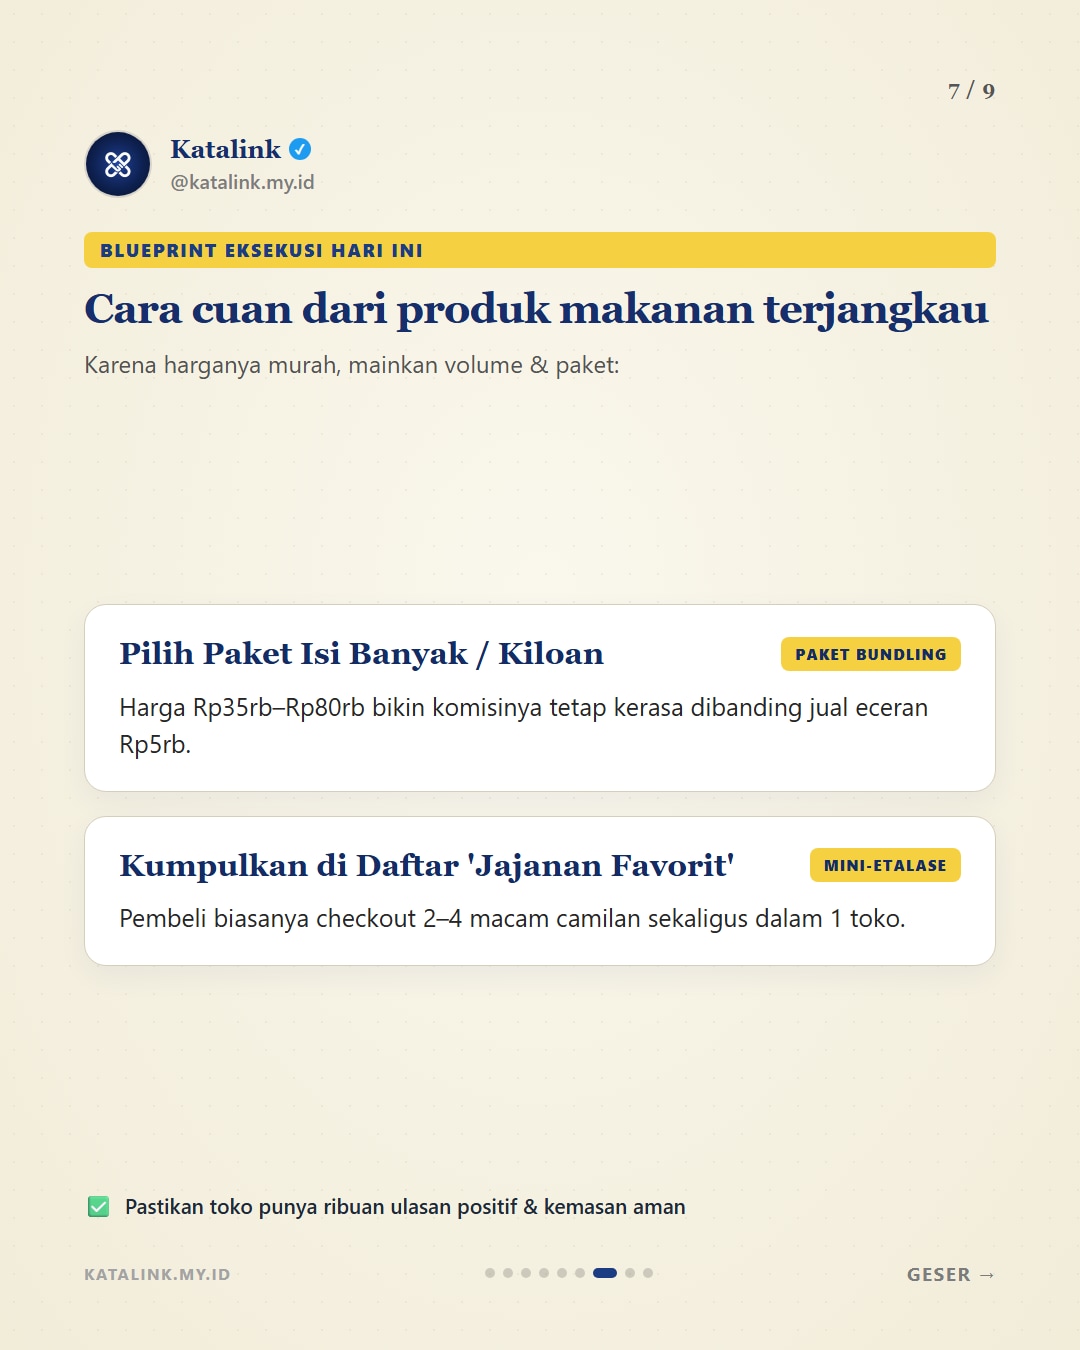 7 / 9
Katalink
@katalink.my.id
BLUEPRINT EKSEKUSI HARI INI
Cara cuan dari produk makanan terjangkau
Karena harganya murah, mainkan volume & paket:
Pilih Paket Isi Banyak / Kiloan
PAKET BUNDLING
Harga Rp35rb–Rp80rb bikin komisinya tetap kerasa dibanding jual eceran
Rp5rb.
Kumpulkan di Daftar 'Jajanan Favorit'
MINI-ETALASE
Pembeli biasanya checkout 2–4 macam camilan sekaligus dalam 1 toko.
✅ Pastikan toko punya ribuan ulasan positif & kemasan aman
KATALINK.MY.ID
GESER →